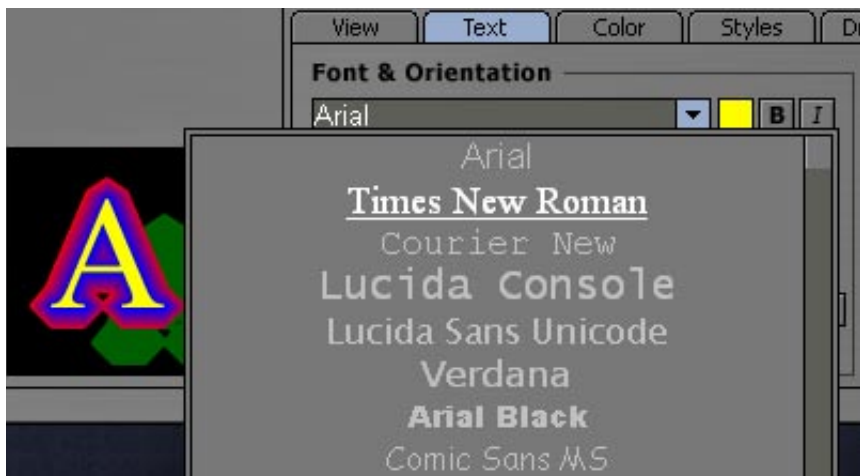 View Text Color Styles
Font & Orientation
Arial B I
Arial
Times New Roman
A
Courier New
Lucida Console
Lucida Sans Unicode
Verdana
Arial Black
Comic Sans MS